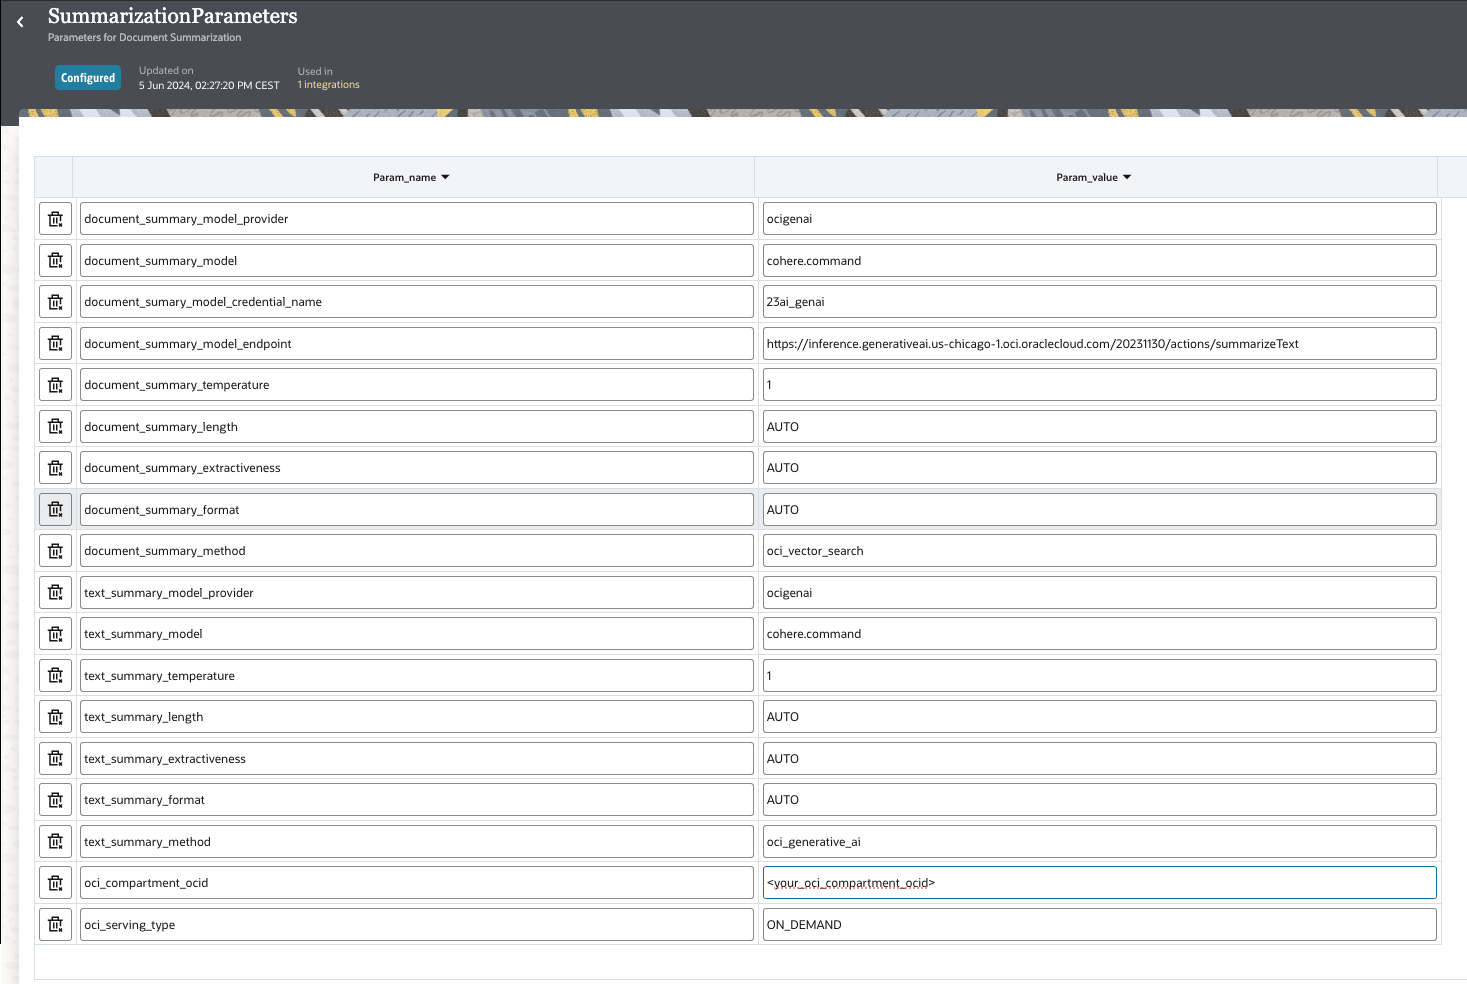 SummarizationParameters
Parameters for Document Summarization
Configured
Updated on
5 Jun 2024, 02:27:20 PM CEST
Used in
1 integrations
Param_name Param_value
document_summary_model_provider ocigenai
document_summary_model cohere.command
document_sumary_model_credential_name 23ai_genai
document_summary_model_endpoint https://inference.generativeai.us-chicago-1.oci.oraclecloud.com/20231130/actions/summarizeText
document_summary_temperature 1
document_summary_length AUTO
document_summary_extractiveness AUTO
document_summary_format AUTO
document_summary_method oci_vector_search
text_summary_model_provider ocigenai
text_summary_model cohere.command
text_summary_temperature 1
text_summary_length AUTO
text_summary_extractiveness AUTO
text_summary_format AUTO
text_summary_method oci_generative_ai
oci_compartment_ocid <your_oci_compartment_ocid>
oci_serving_type ON_DEMAND